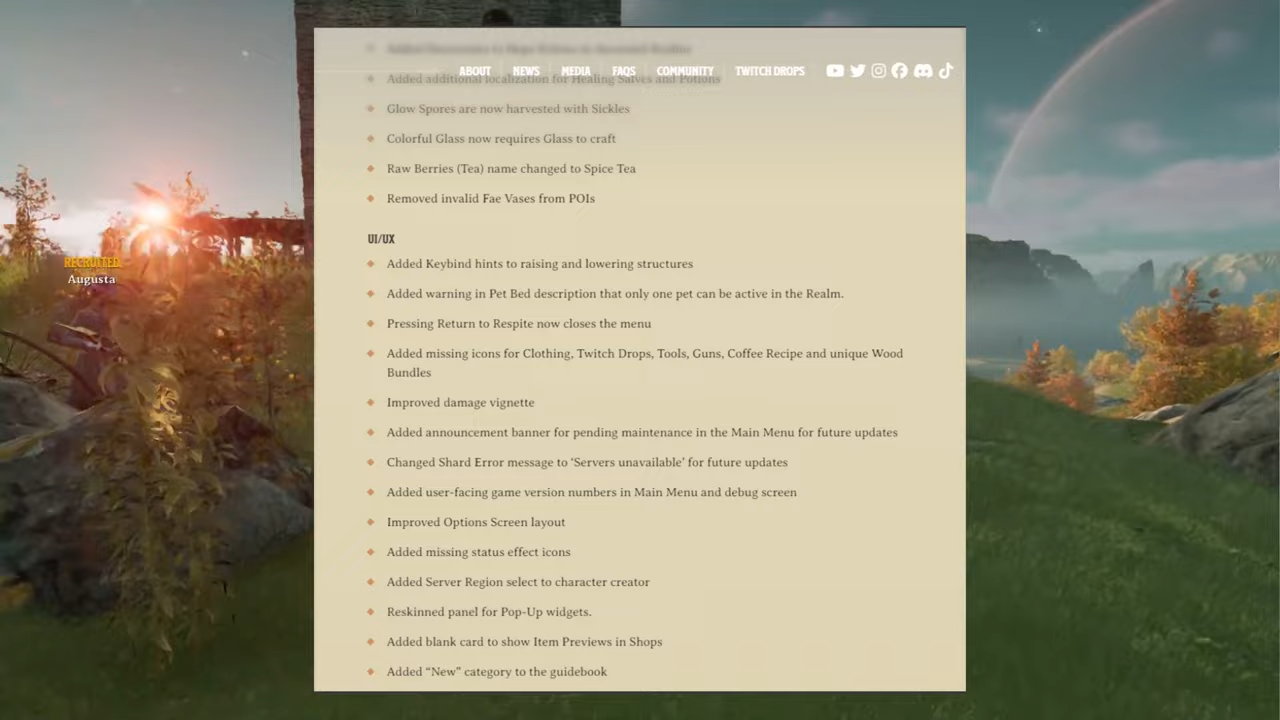 ABOUT NEWS MEDIA FAQS COMMUNITY TWITCH DROPS
Added additional localization for Healing Salves and Potions
Glow Spores are now harvested with Sickles
Colorful Glass now requires Glass to craft
Raw Berries (Tea) name changed to Spice Tea
Removed invalid Fae Vases from POIs
UI/UX
Added Keybind hints to raising and lowering structures
RECRUITED
Augusta
Added warning in Pet Bed description that only one pet can be active in the Realm.
Pressing Return to Respite now closes the menu
Added missing icons for Clothing, Twitch Drops, Tools, Guns, Coffee Recipe and unique Wood
Bundles
Improved damage vignette
Added announcement banner for pending maintenance in the Main Menu for future updates
Changed Shard Error message to ‘Servers unavailable’ for future updates
Added user-facing game version numbers in Main Menu and debug screen
Improved Options Screen layout
Added missing status effect icons
Added Server Region select to character creator
Reskinned panel for Pop-Up widgets.
Added blank card to show Item Previews in Shops
Added “New” category to the guidebook